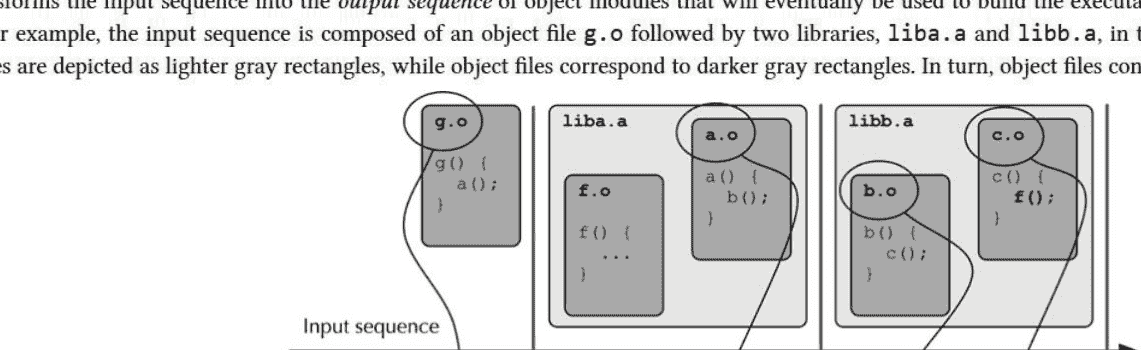 sforms the input sequence into the output sequence of object modules that will eventually be used to build the executa
r example, the input sequence is composed of an object file g.o followed by two libraries, liba.a and libb.a, in t
es are depicted as lighter gray rectangles, while object files correspond to darker gray rectangles. In turn, object files con
g.o
g() {
a();
}
liba.a
f.o
f() {
...
}
a.o
a() {
b();
}
libb.a
b.o
b() {
c();
}
c.o
c() {
f();
}
Input sequence